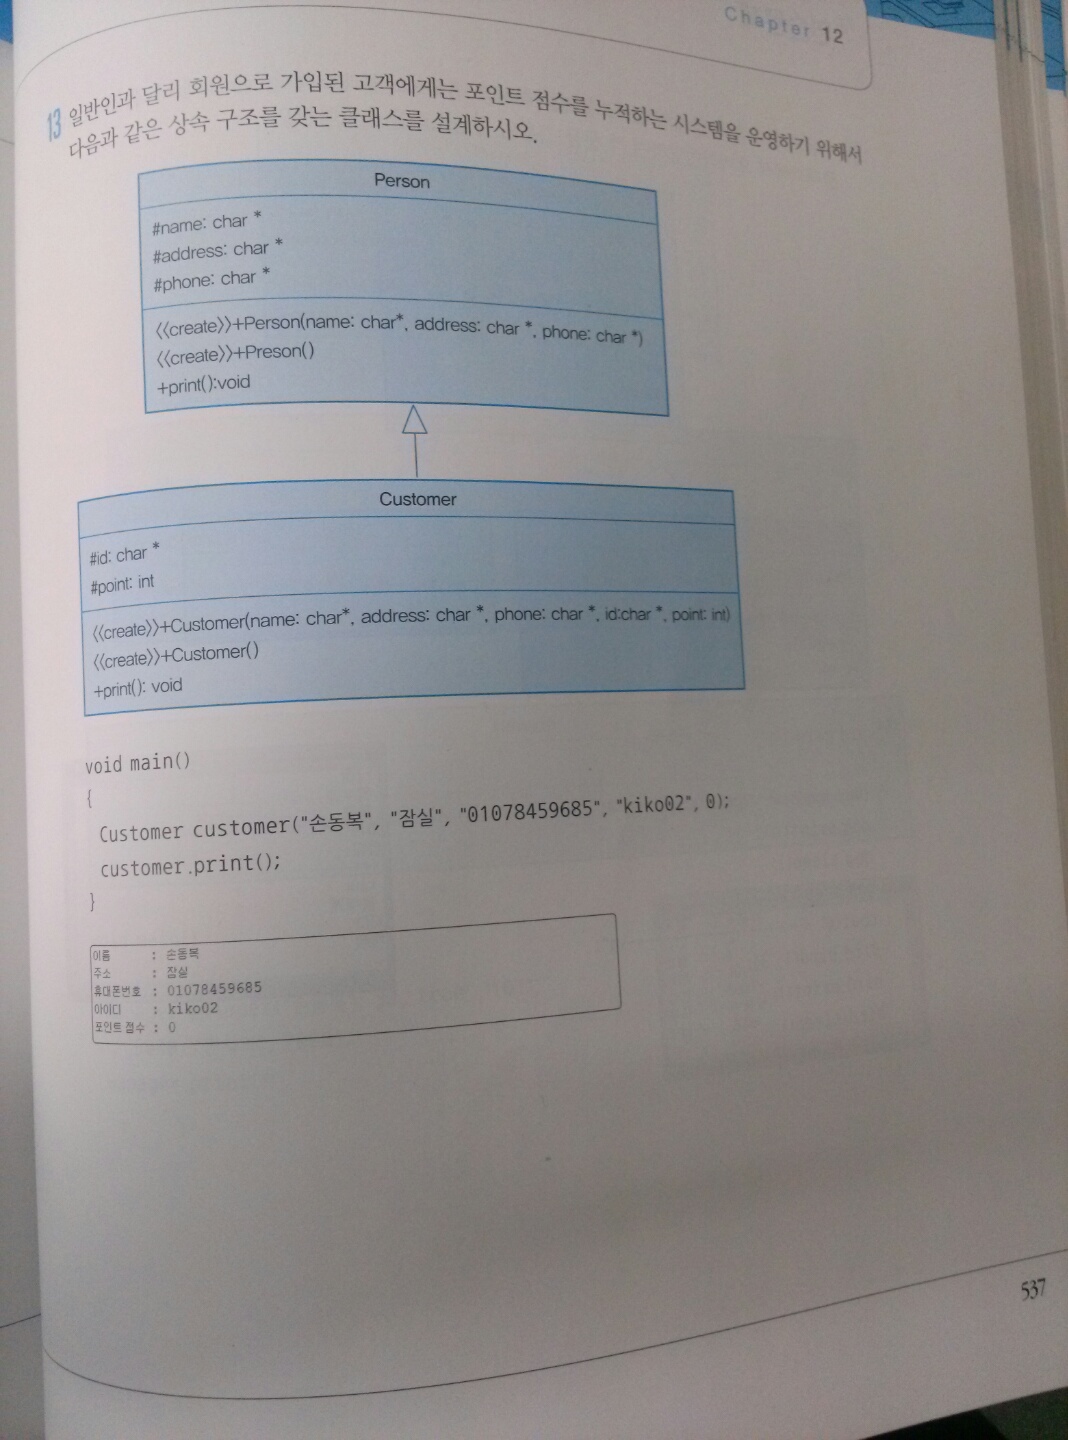 Chapter 12
13 일반인과 달리 회원으로 가입된 고객에게는 포인트 점수를 누적하는 시스템을 운영하기 위해서
다음과 같은 상속 구조를 갖는 클래스를 설계하시오.
Person
#name: char *
#address: char *
#phone: char *
《create》+Person(name: char*, address: char *, phone: char *)
《create》+Preson()
+print():void
Customer
#id: char *
#point: int
《create》+Customer(name: char*, address: char *, phone: char *, id:char *, point: int)
《create》+Customer()
+print(): void
void main()
{
Customer customer("손동복", "잠실", "01078459685", "kiko02", 0);
customer.print();
}
이름 : 손동복
주소 : 잠실
휴대폰번호 : 01078459685
아이디 : kiko02
포인트 점수 : 0
537